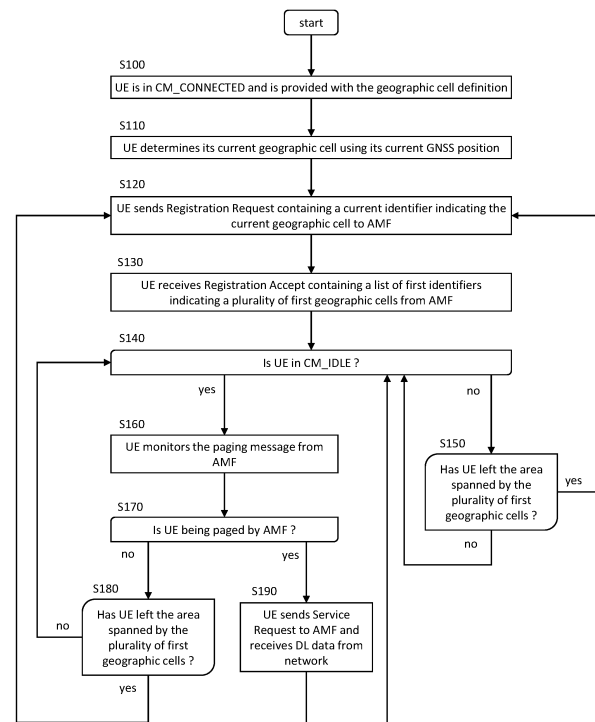 start
S100
UE is in CM_CONNECTED and is provided with the geographic cell definition
S110
UE determines its current geographic cell using its current GNSS position
S120
UE sends Registration Request containing a current identifier indicating the
current geographic cell to AMF
S130
UE receives Registration Accept containing a list of first identifiers
indicating a plurality of first geographic cells from AMF
S140
Is UE in CM_IDLE ?
yes
no
S160
UE monitors the paging message from
AMF
S150
Has UE left the area
spanned by the
plurality of first
geographic cells ?
yes
no
S170
Is UE being paged by AMF ?
no
yes
S180
Has UE left the area
spanned by the
plurality of first
geographic cells ?
no
yes
S190
UE sends Service
Request to AMF and
receives DL data from
network